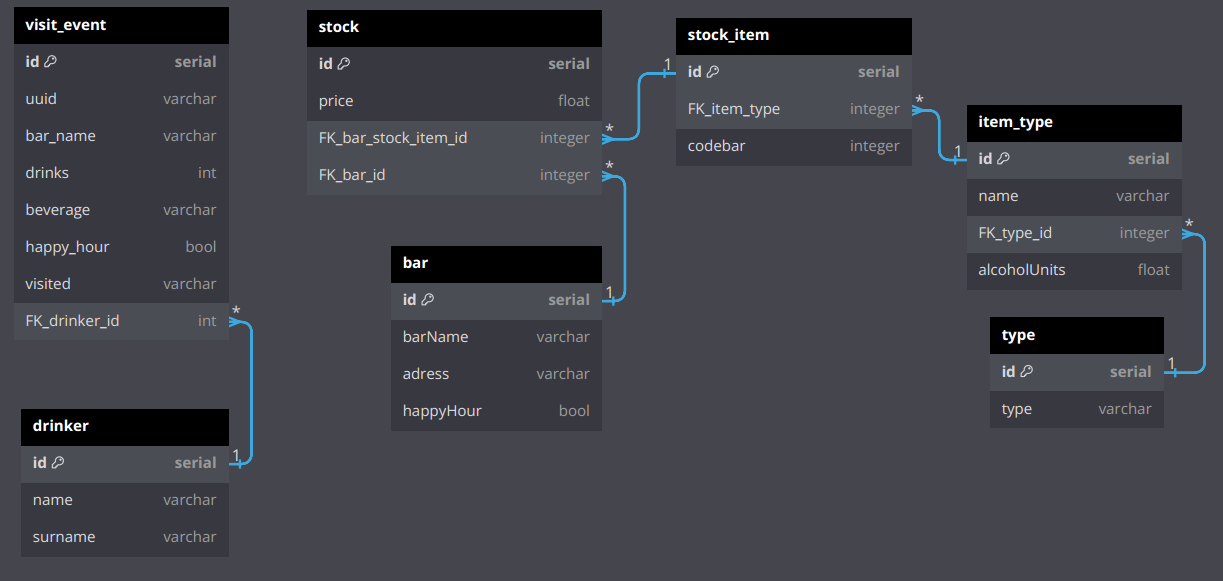 visit_event
id serial
uuid varchar
bar_name varchar
drinks int
beverage varchar
happy_hour bool
visited varchar
FK_drinker_id int
*
1
drinker
id serial
name varchar
surname varchar
stock
id serial
price float
FK_bar_stock_item_id integer
*
FK_bar_id integer
*
bar
id serial
1
barName varchar
adress varchar
happyHour bool
stock_item
1
id serial
FK_item_type integer
*
codebar integer
item_type
1
id serial
name varchar
FK_type_id integer
*
alcoholUnits float
type
id serial
1
type varchar